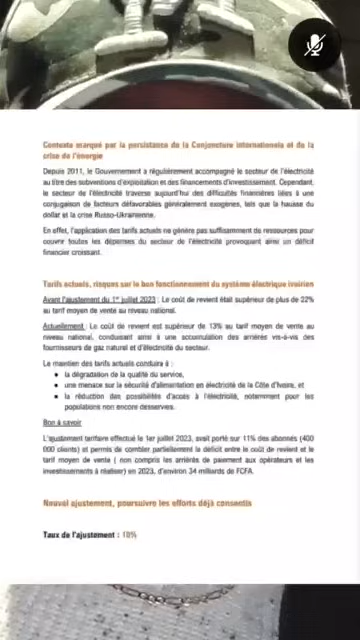 Contexte marqué par la persistance de la Conjoncture internationale et de la
crise de l'énergie
Depuis 2011, le Gouvernement a régulièrement accompagné le secteur de l'électricité
au titre des subventions d'exploitation et des financements d'investissement. Cependant,
le secteur de l'électricité traverse aujourd'hui des difficultés financières liées à une
conjugaison de facteurs défavorables généralement exogènes, tels que la hausse du
dollar et la crise Russo-Ukrainienne.
En effet, l'application des tarifs actuels ne génère pas suffisamment de ressources pour
couvrir toutes les dépenses du secteur de l'électricité provoquant ainsi un déficit
financier croissant.
Tarifs actuels, risques sur le bon fonctionnement du système électrique ivoirien
Avant l'ajustement du 1er juillet 2023 : Le coût de revient était supérieur de plus de 22%
au tarif moyen de vente au niveau national.
Actuellement : Le coût de revient est supérieur de 13% au tarif moyen de vente au
niveau national, conduisant ainsi à une accumulation des arriérés vis-à-vis des
fournisseurs de gaz naturel et d'électricité du secteur.
Le maintien des tarifs actuels conduira à :
• la dégradation de la qualité du service,
• une menace sur la sécurité d'alimentation en électricité de la Côte d'Ivoire, et
• la réduction des possibilités d'accès à l'électricité, notamment pour les
populations non encore desservies.
Bon à savoir
L'ajustement tarifaire effectué le 1er juillet 2023, avait porté sur 11% des abonnés (400
000 clients) et permis de combler partiellement le déficit entre le coût de revient et le
tarif moyen de vente ( non compris les arriérés de paiement aux opérateurs et les
investissements à réaliser) en 2023, d'environ 34 milliards de FCFA.
Nouvel ajustement, poursuivre les efforts déjà consentis
Taux de l'ajustement : 10%